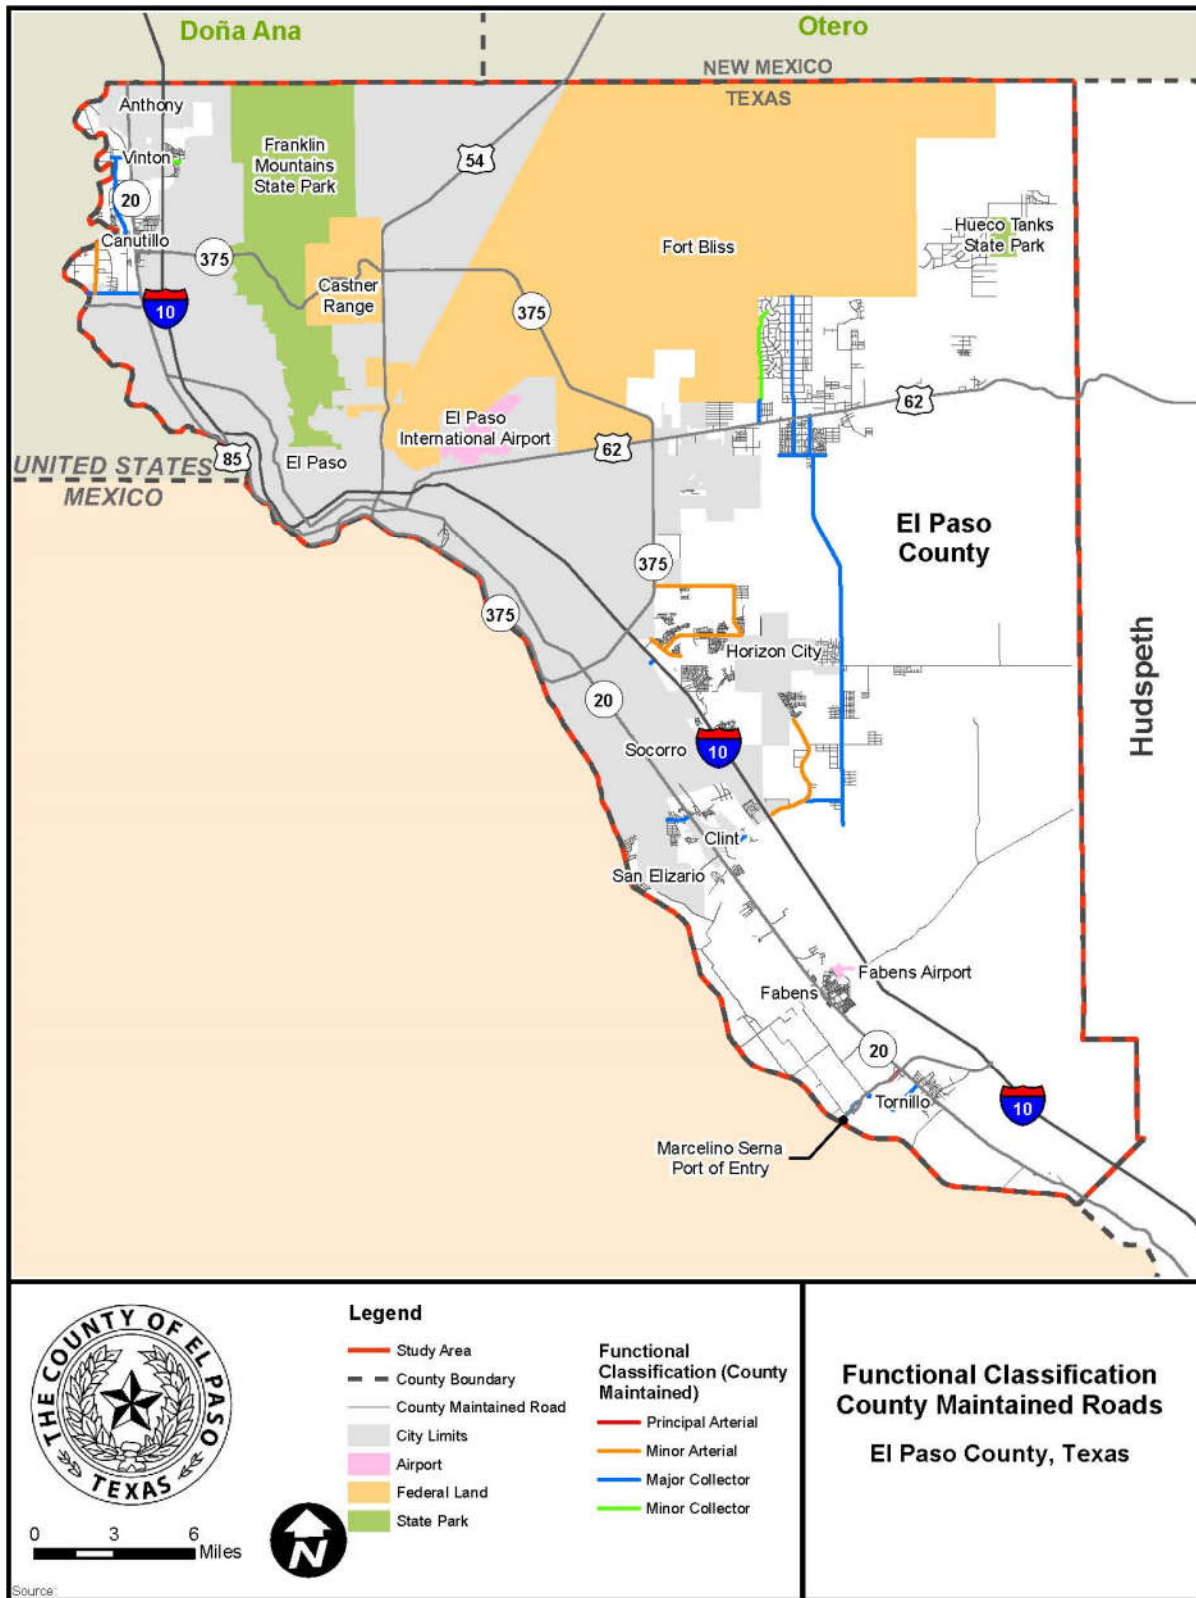 Doña Ana
Otero
NEW MEXICO
TEXAS
Anthony
Franklin
Mountains
State Park
54
Vinton
20
Hueco Tanks
State Park
Canutillo
375
Fort Bliss
Castner
Range
10
375
62
El Paso
International Airport
62
85
El Paso
UNITED STATES
MEXICO
El Paso
County
375
375
Horizon City
Hudspeth
20
Socorro
10
Clint
San Elizario
Fabens Airport
Fabens
20
Tornillo
10
Marcelino Serna
Port of Entry
THE COUNTY OF EL PASO
TEXAS
Legend
Study Area
County Boundary
County Maintained Road
City Limits
Airport
Federal Land
State Park
Functional
Classification (County
Maintained)
Principal Arterial
Minor Arterial
Major Collector
Minor Collector
0 3 6
Miles
N
Source:
Functional Classification
County Maintained Roads
El Paso County, Texas